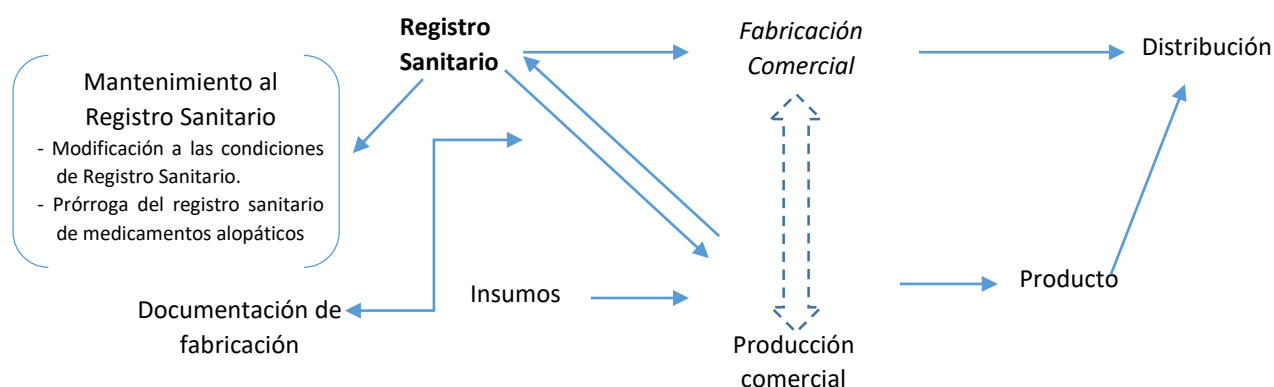 Registro
Sanitario
Fabricación
Comercial
Distribución
Mantenimiento al
Registro Sanitario
- Modificación a las condiciones
de Registro Sanitario.
- Prórroga del registro sanitario
de medicamentos alopáticos
Insumos
Producto
Documentación de
fabricación
Producción
comercial